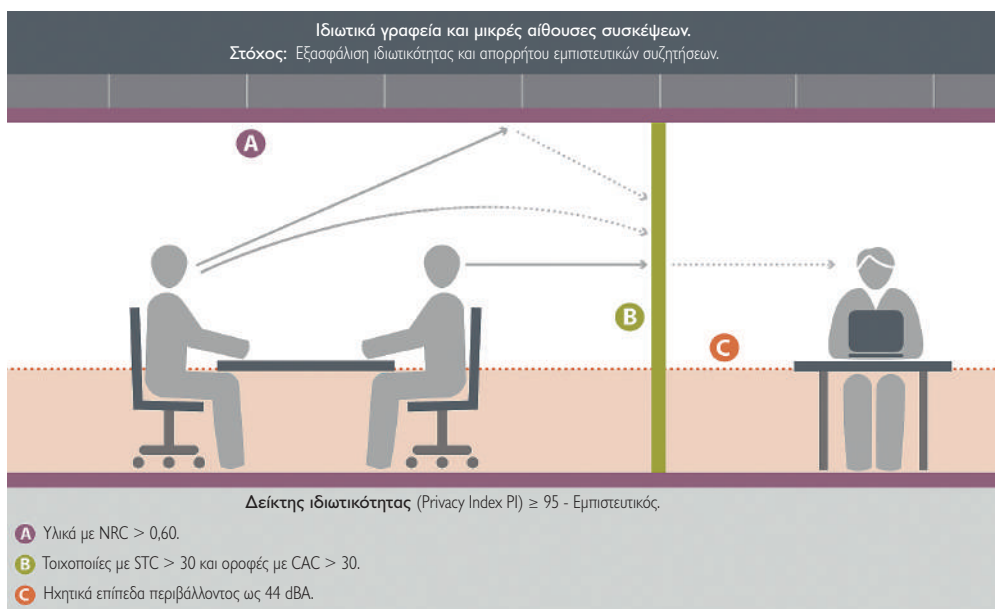 Ιδιωτικά γραφεία και μικρές αίθουσες συσκέψεων.
Στόχος: Εξασφάλιση ιδιωτικότητας και απορρήτου εμπιστευτικών συζητήσεων.
A
B
C
Δείκτης ιδιωτικότητας (Privacy Index PI) ≥ 95 - Εμπιστευτικός.
A Υλικά με NRC > 0,60.
B Τοιχοποιίες με STC > 30 και οροφές με CAC > 30.
C Ηχητικά επίπεδα περιβάλλοντος ως 44 dBA.